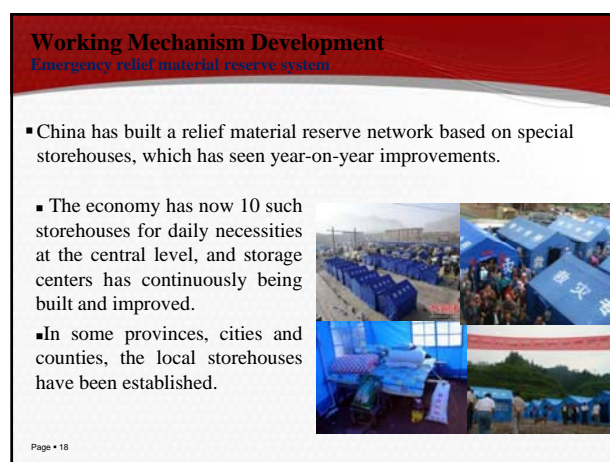 Working Mechanism Development
Emergency relief material reserve system
▪China has built a relief material reserve network based on special
storehouses, which has seen year-on-year improvements.
▪ The economy has now 10 such
storehouses for daily necessities
at the central level, and storage
centers has continuously being
built and improved.
▪In some provinces, cities and
counties, the local storehouses
have been established.
救灾
Page ▪ 18